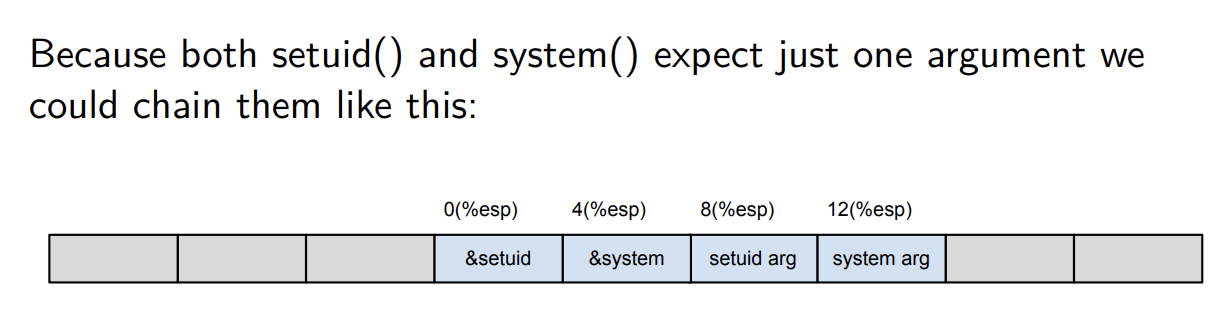 Because both setuid() and system() expect just one argument we
could chain them like this:
0(%esp) 4(%esp) 8(%esp) 12(%esp)
&setuid &system setuid arg system arg